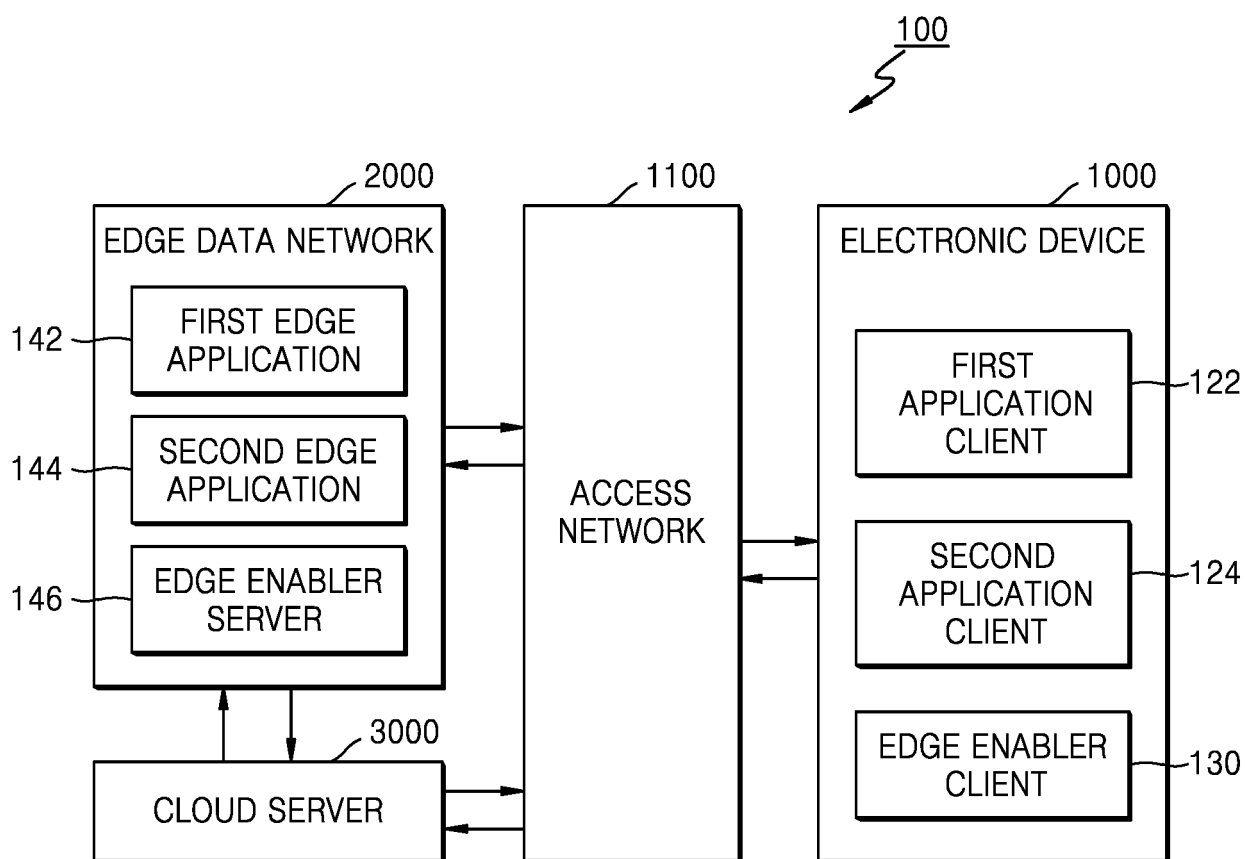 100
2000
EDGE DATA NETWORK
142
FIRST EDGE
APPLICATION
144
SECOND EDGE
APPLICATION
146
EDGE ENABLER
SERVER
3000
CLOUD SERVER
1100
ACCESS
NETWORK
1000
ELECTRONIC DEVICE
FIRST
APPLICATION
CLIENT
122
SECOND
APPLICATION
CLIENT
124
EDGE ENABLER
CLIENT
130